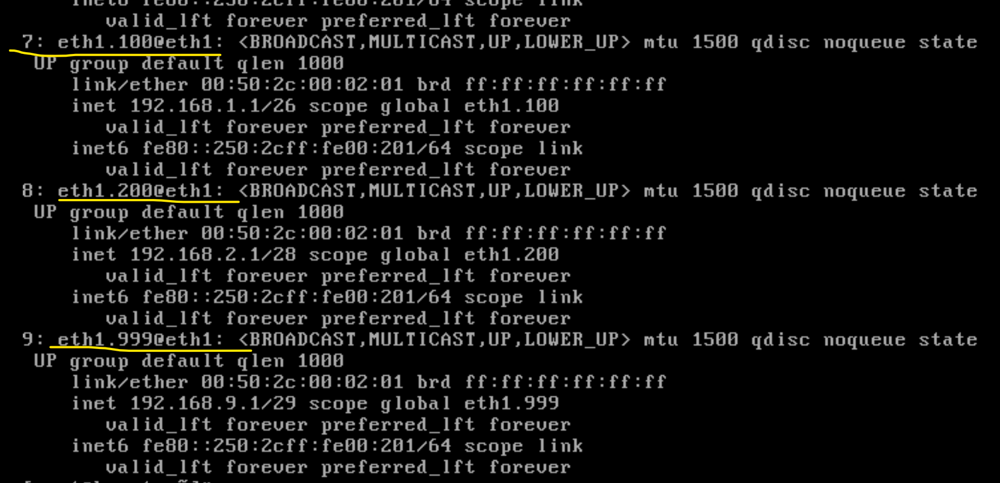 inet6 fe80::250:2cff:fe00:201/64 scope link
valid_lft forever preferred_lft forever
7: eth1.100@eth1: <BROADCAST,MULTICAST,UP,LOWER_UP> mtu 1500 qdisc noqueue state
UP group default qlen 1000
link/ether 00:50:2c:00:02:01 brd ff:ff:ff:ff:ff:ff
inet 192.168.1.1/26 scope global eth1.100
valid_lft forever preferred_lft forever
inet6 fe80::250:2cff:fe00:201/64 scope link
valid_lft forever preferred_lft forever
8: eth1.200@eth1: <BROADCAST,MULTICAST,UP,LOWER_UP> mtu 1500 qdisc noqueue state
UP group default qlen 1000
link/ether 00:50:2c:00:02:01 brd ff:ff:ff:ff:ff:ff
inet 192.168.2.1/28 scope global eth1.200
valid_lft forever preferred_lft forever
inet6 fe80::250:2cff:fe00:201/64 scope link
valid_lft forever preferred_lft forever
9: eth1.999@eth1: <BROADCAST,MULTICAST,UP,LOWER_UP> mtu 1500 qdisc noqueue state
UP group default qlen 1000
link/ether 00:50:2c:00:02:01 brd ff:ff:ff:ff:ff:ff
inet 192.168.9.1/29 scope global eth1.999
valid_lft forever preferred_lft forever
inet6 fe80::250:2cff:fe00:201/64 scope link
valid_lft forever preferred_lft forever